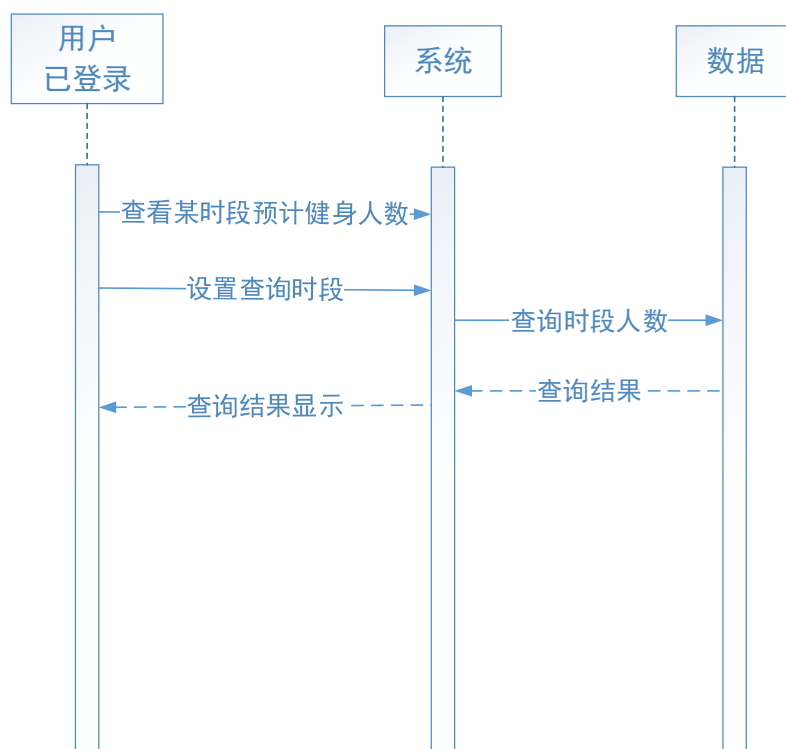 用户
已登录
系统
数据
查看某时段预计健身人数
设置查询时段
查询时段人数
查询结果
查询结果显示